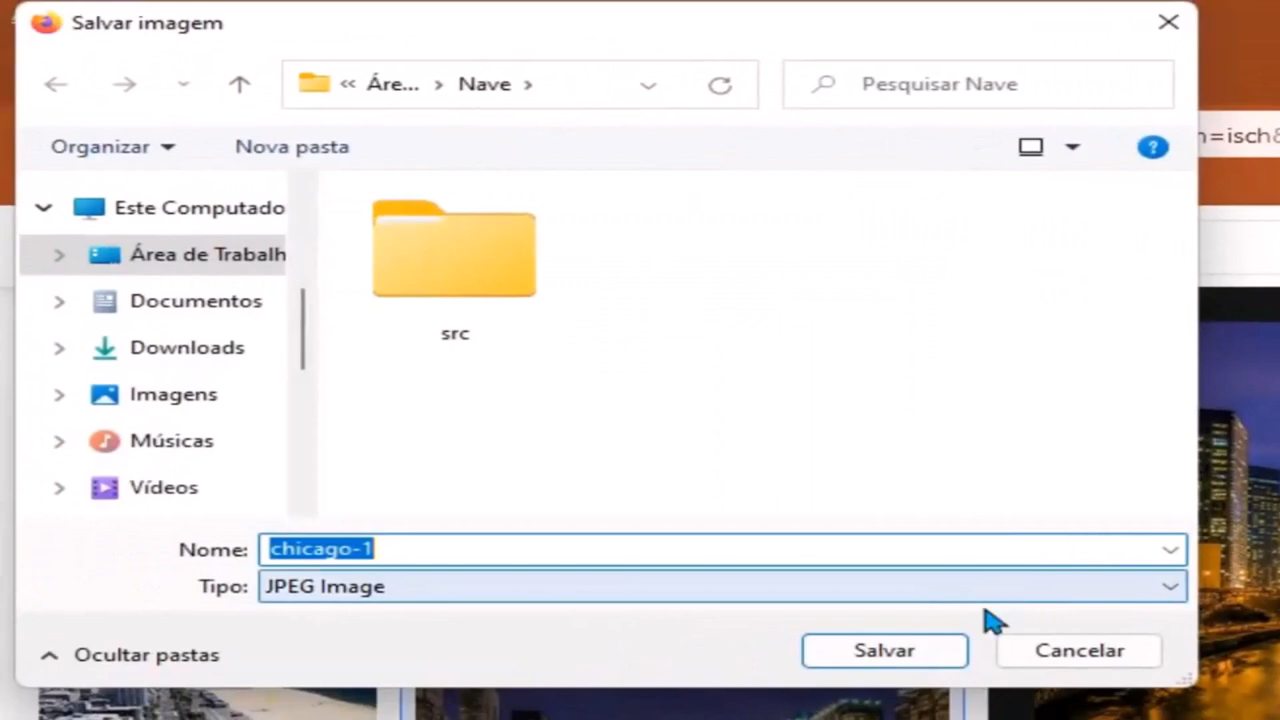 Salvar imagem
« Áre... > Nave >
Pesquisar Nave
n=isch&
Organizar
Nova pasta
?
Este Computado
Área de Trabalh
Documentos
Downloads
Imagens
Músicas
Vídeos
src
Nome: chicago-1
Tipo: JPEG Image
Ocultar pastas
Salvar
Cancelar